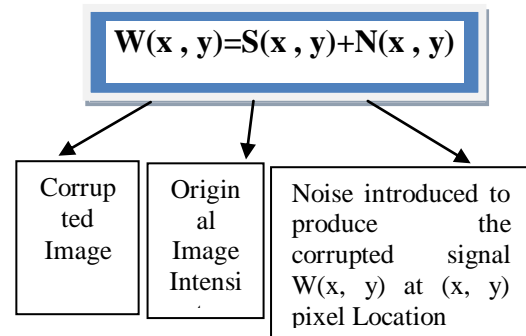 W(x , y)=S(x , y)+N(x , y)
Corrup
ted
Image
Origin
al
Image
Intensi
Noise introduced to
produce the
corrupted signal
W(x, y) at (x, y)
pixel Location